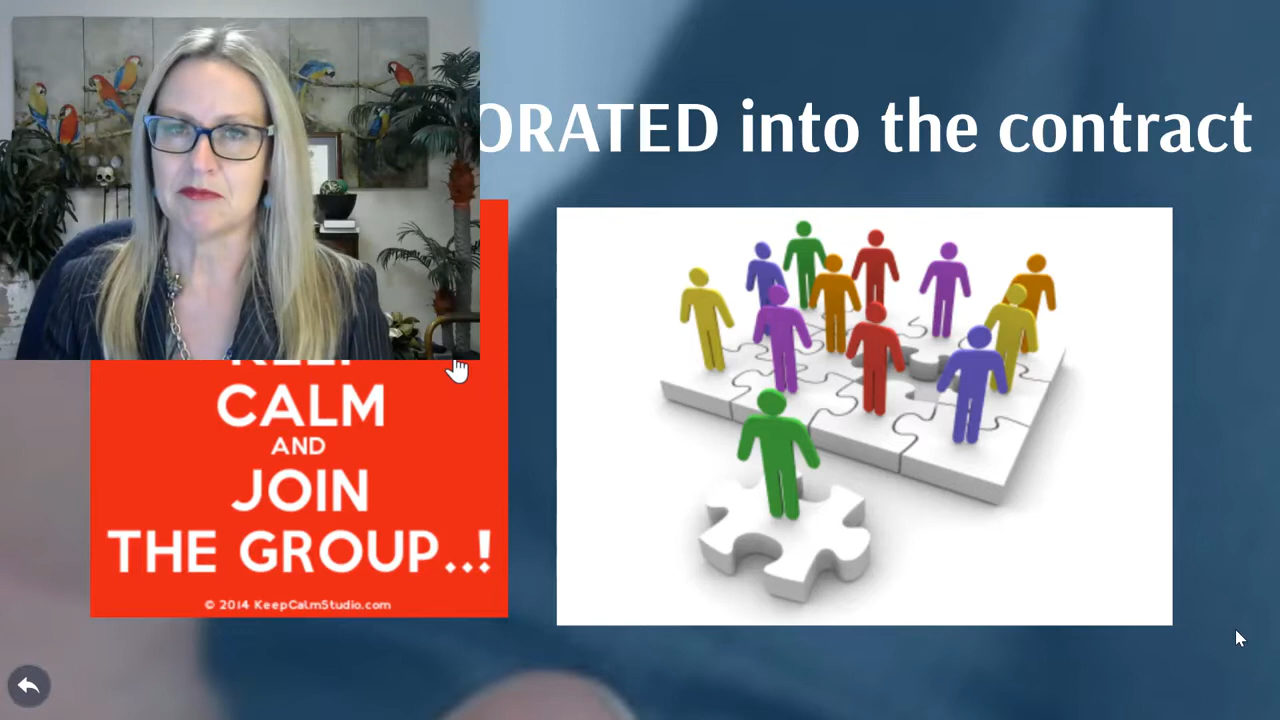 ORATED into the contract
CALM
AND
JOIN
THE GROUP..!
© 2014 KeepCalmStudio.com